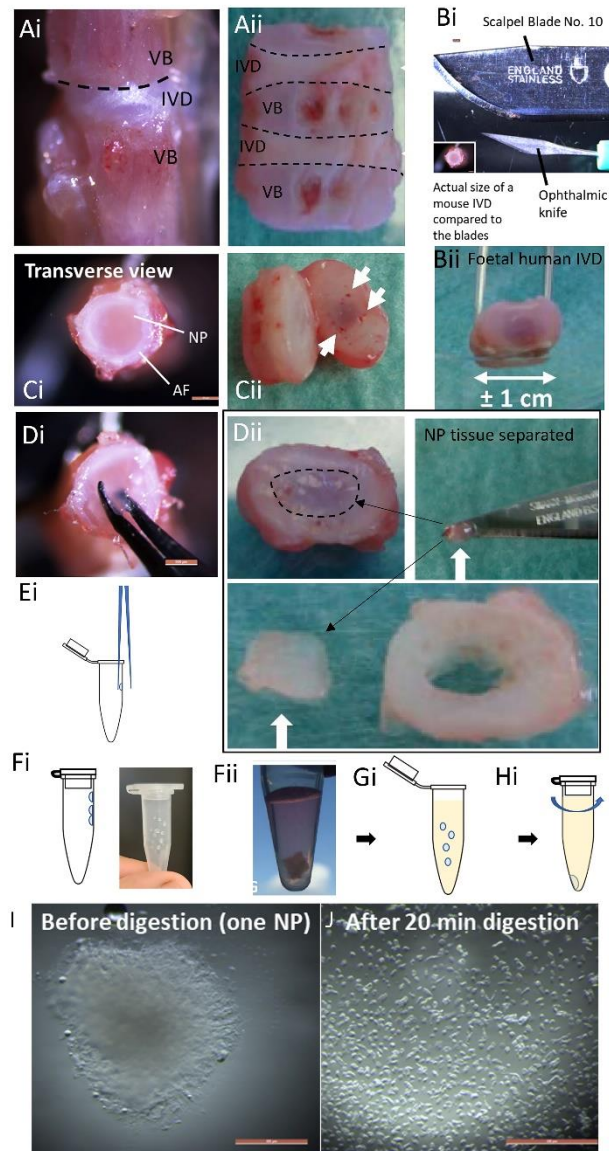 Ai
VB
IVD
VB
Aii
IVD
VB
IVD
VB
Bi
Scalpel Blade No. 10
ENGLAND
STAINLESS
Actual size of a
mouse IVD
compared to
the blades
Ophthalmic
knife
Transverse view
NP
AF
Ci
Cii
Bii
Foetal human IVD
± 1 cm
Di
Dii
NP tissue separated
Ei
Fi
Fii
G
Gi
Hi
I
Before digestion (one NP)
J
After 20 min digestion